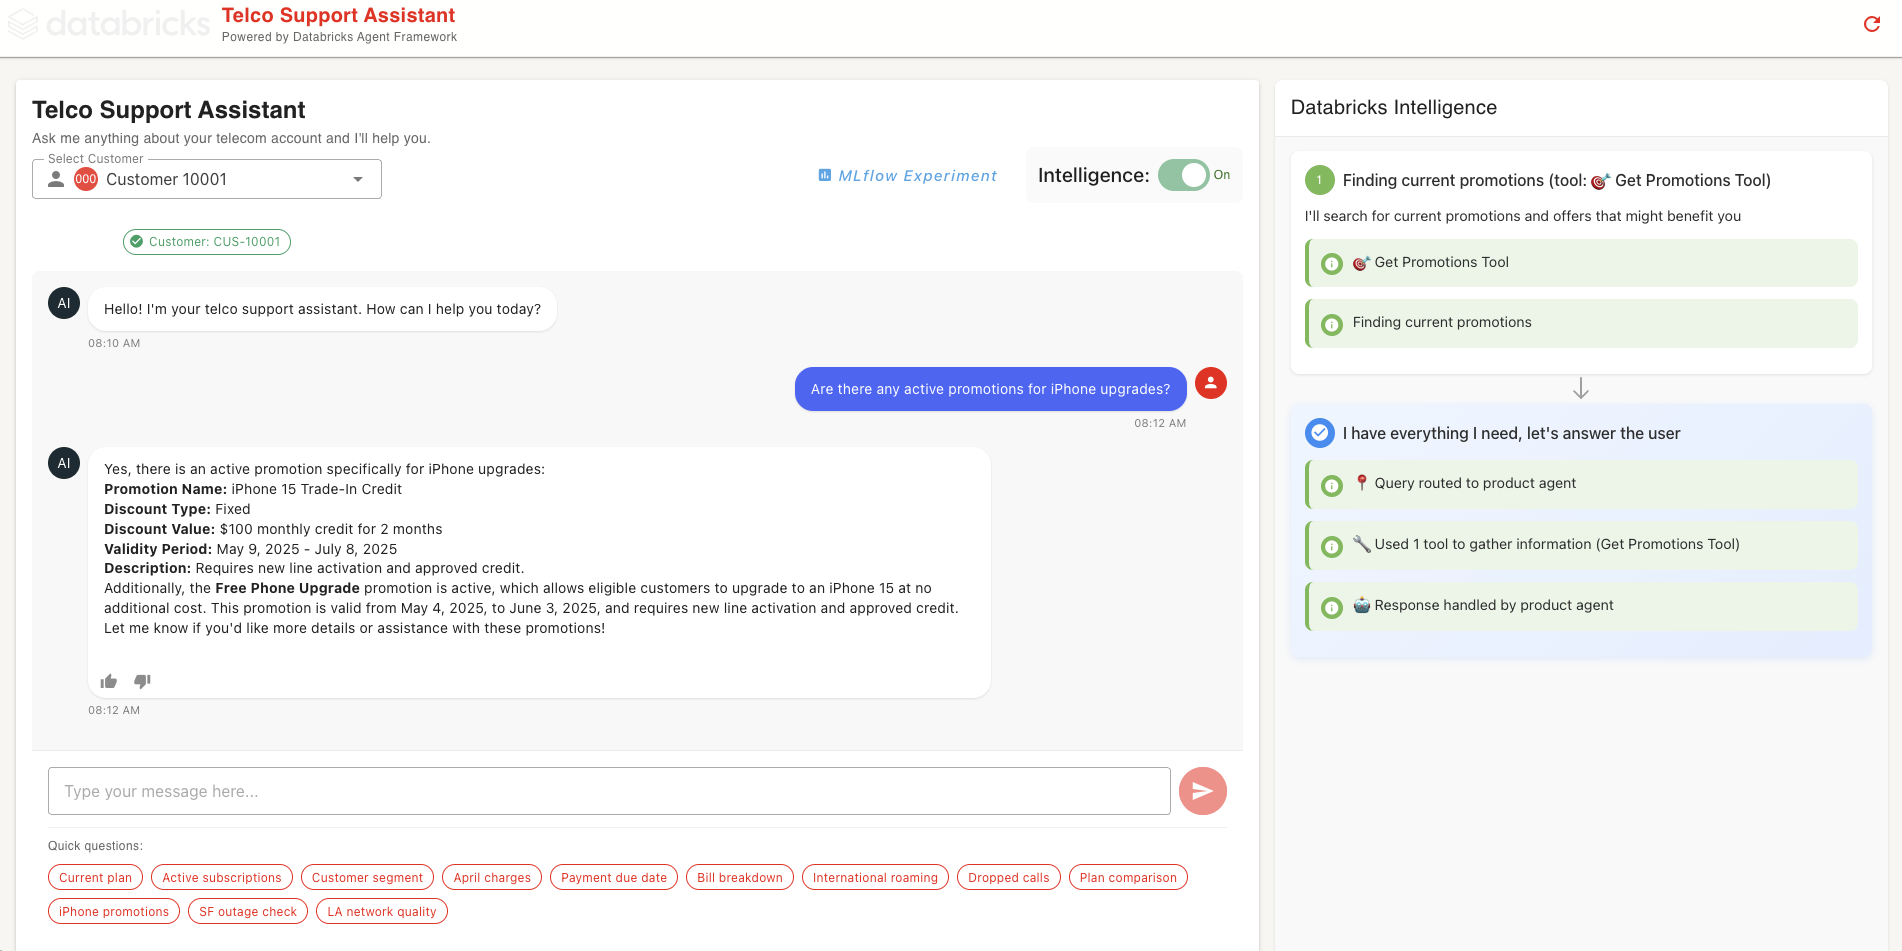 databricks
Telco Support Assistant
Powered by Databricks Agent Framework
Telco Support Assistant
Ask me anything about your telecom account and I'll help you.
Select Customer
000 Customer 10001
MLflow Experiment
Intelligence: On
Customer: CUS-10001
AI
Hello! I'm your telco support assistant. How can I help you today?
08:10 AM
Are there any active promotions for iPhone upgrades?
08:12 AM
AI
Yes, there is an active promotion specifically for iPhone upgrades:
Promotion Name: iPhone 15 Trade-In Credit
Discount Type: Fixed
Discount Value: $100 monthly credit for 2 months
Validity Period: May 9, 2025 - July 8, 2025
Description: Requires new line activation and approved credit.
Additionally, the Free Phone Upgrade promotion is active, which allows eligible customers to upgrade to an iPhone 15 at no
additional cost. This promotion is valid from May 4, 2025, to June 3, 2025, and requires new line activation and approved credit.
Let me know if you'd like more details or assistance with these promotions!
08:12 AM
Type your message here...
Quick questions:
Current plan Active subscriptions Customer segment April charges Payment due date Bill breakdown International roaming Dropped calls Plan comparison
iPhone promotions SF outage check LA network quality
Databricks Intelligence
1 Finding current promotions (tool: 🎯 Get Promotions Tool)
I'll search for current promotions and offers that might benefit you
🎯 Get Promotions Tool
Finding current promotions
I have everything I need, let's answer the user
📍 Query routed to product agent
🔧 Used 1 tool to gather information (Get Promotions Tool)
🤖 Response handled by product agent